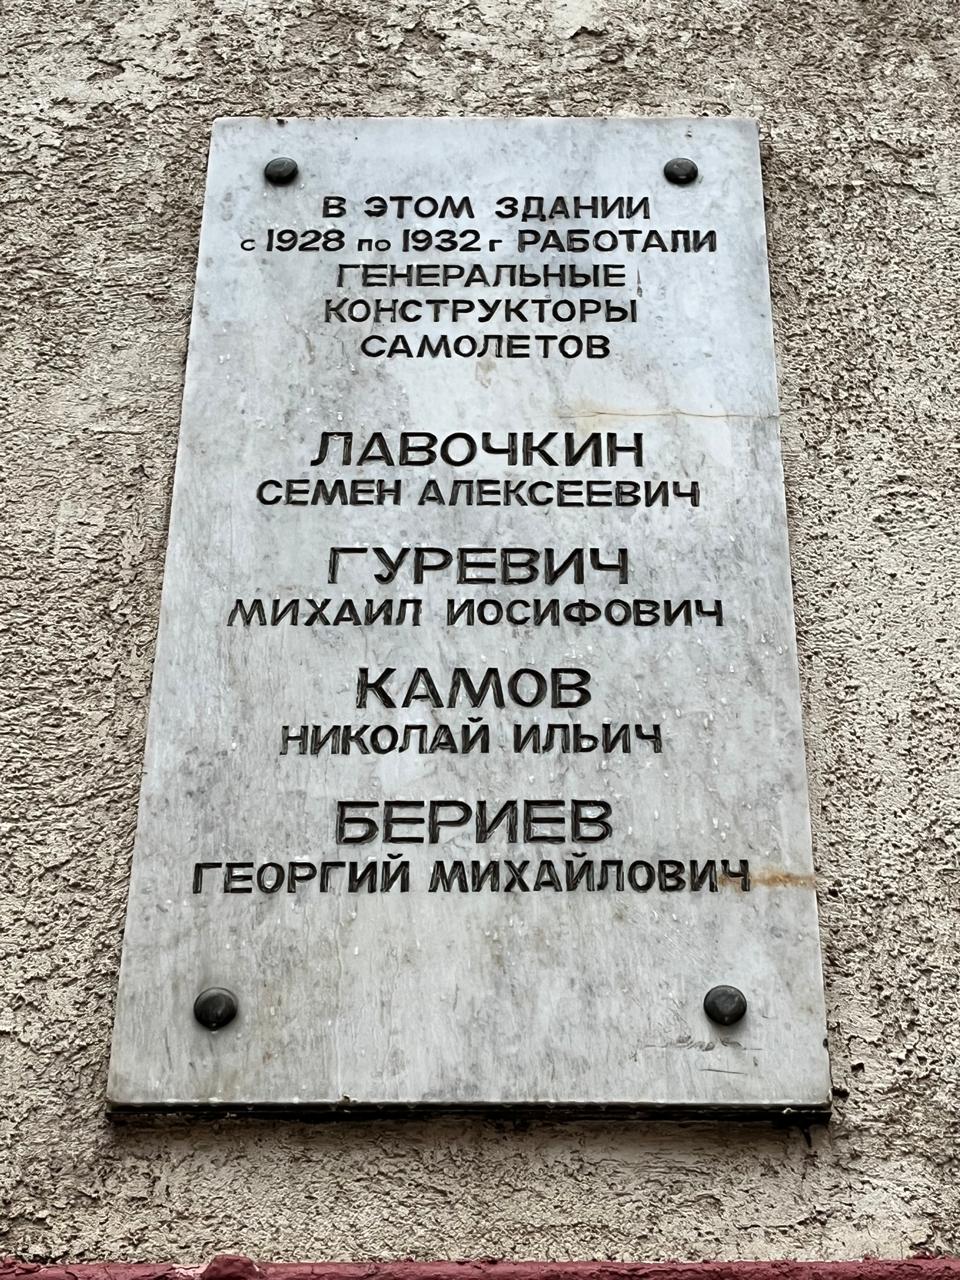 В ЭТОМ ЗДАНИИ
с 1928 по 1932 г РАБОТАЛИ
ГЕНЕРАЛЬНЫЕ
КОНСТРУКТОРЫ
САМОЛЕТОВ
ЛАВОЧКИН
СЕМЕН АЛЕКСЕЕВИЧ
ГУРЕВИЧ
МИХАИЛ ИОСИФОВИЧ
КАМОВ
НИКОЛАЙ ИЛЬИЧ
БЕРИЕВ
ГЕОРГИЙ МИХАЙЛОВИЧ